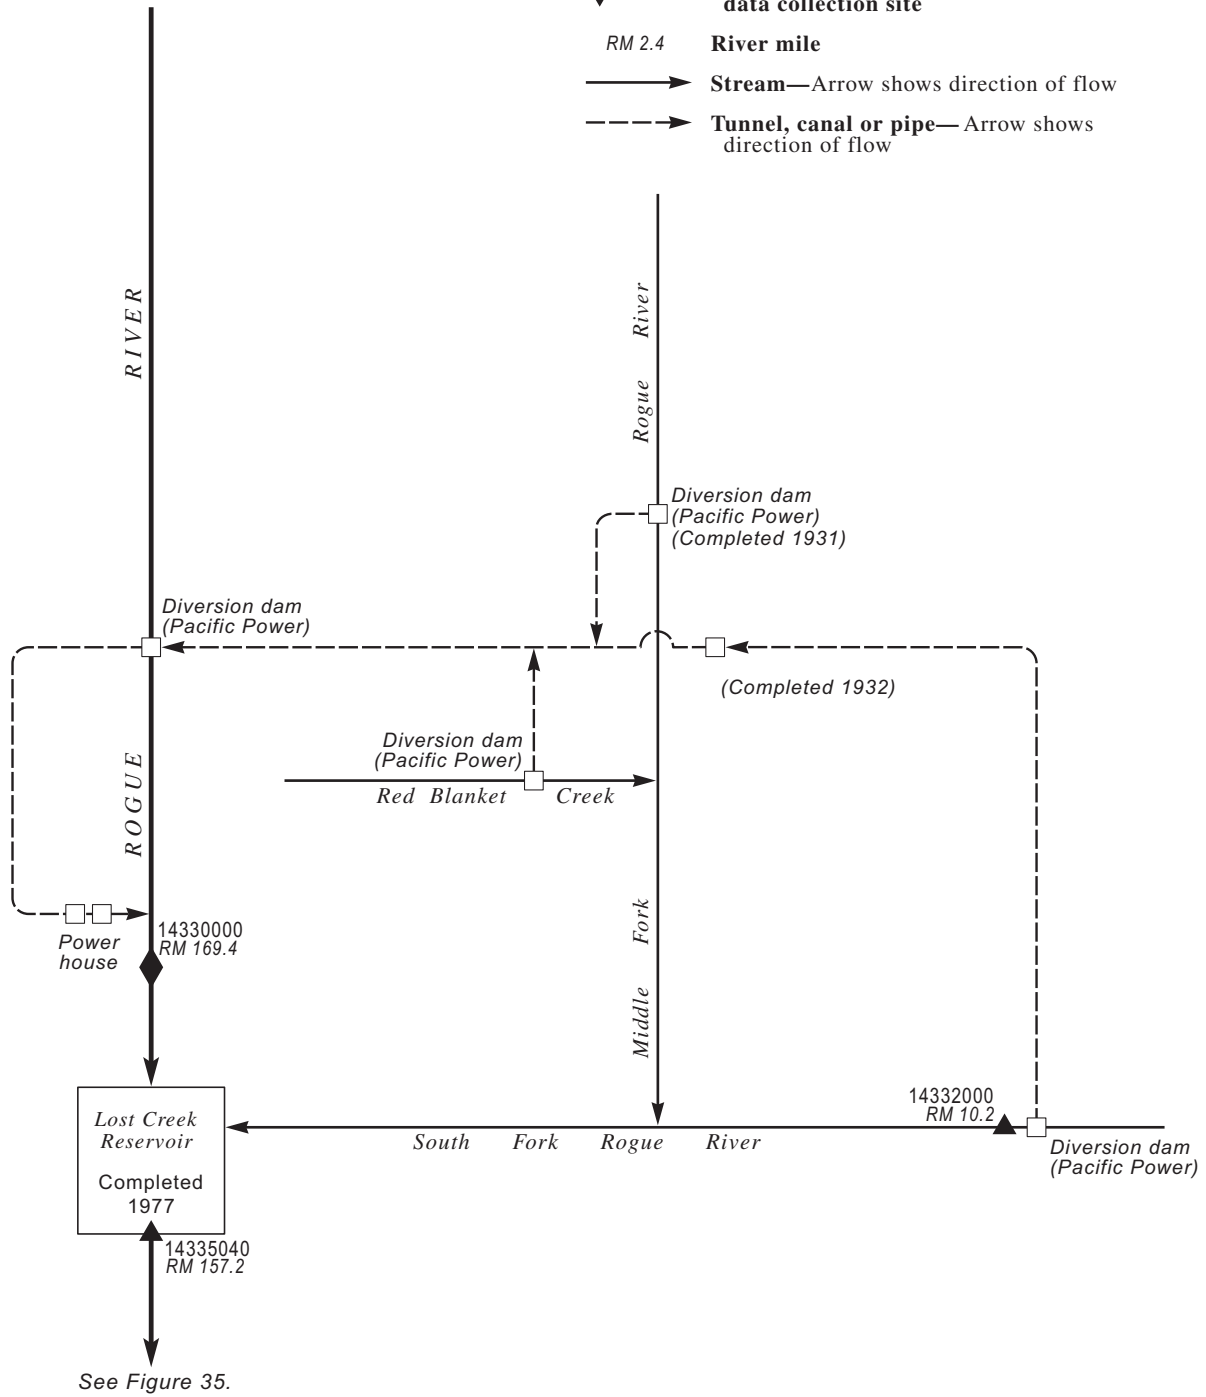 data collection site
RM 2.4 River mile
Stream—Arrow shows direction of flow
Tunnel, canal or pipe— Arrow shows
direction of flow
RIVER
Rogue River
Diversion dam
(Pacific Power)
(Completed 1931)
Diversion dam
(Pacific Power)
(Completed 1932)
Diversion dam
(Pacific Power)
Red Blanket Creek
ROGUE
Middle Fork
14330000
RM 169.4
Power
house
Lost Creek
Reservoir
Completed
1977
14332000
RM 10.2
South Fork Rogue River
Diversion dam
(Pacific Power)
14335040
RM 157.2
See Figure 35.